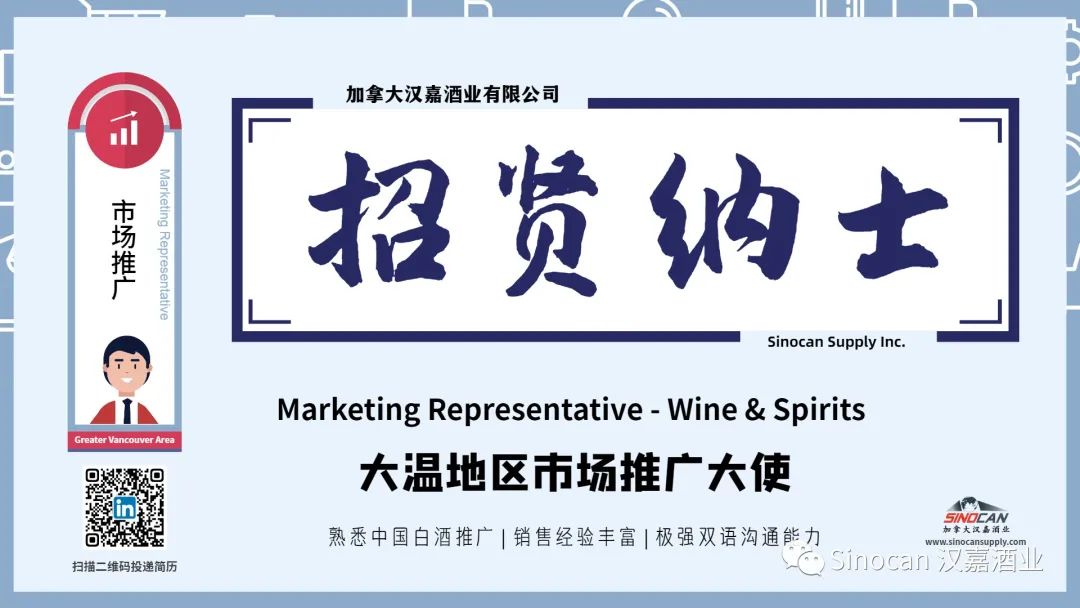 加拿大汉嘉酒业有限公司
招贤纳士
Sinocan Supply Inc.
市场推广
Marketing Representative
Greater Vancouver Area
in
扫描二维码投递简历
Marketing Representative - Wine & Spirits
大温地区市场推广大使
熟悉中国白酒推广 | 销售经验丰富 | 极强双语沟通能力
SINOCAN
加拿大汉嘉酒业
www.sinocansupply.com
Sinocan 汉嘉酒业